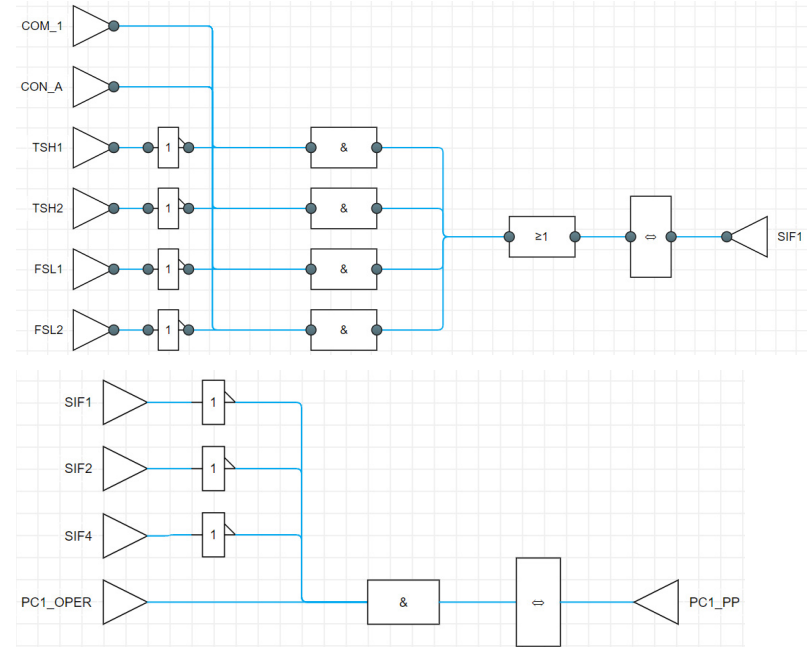 COM_1
CON_A
TSH1 1 &
TSH2 1 &
≥1 ⇔ SIF1
FSL1 1 &
FSL2 1 &
SIF1 1
SIF2 1
SIF4 1
PC1_OPER & ⇔ PC1_PP